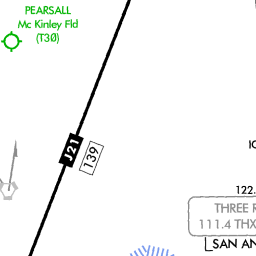 PEARSALL
Mc Kinley Fld
(T30)
J21
139
122.
THREE R
111.4 THX
SAN AN